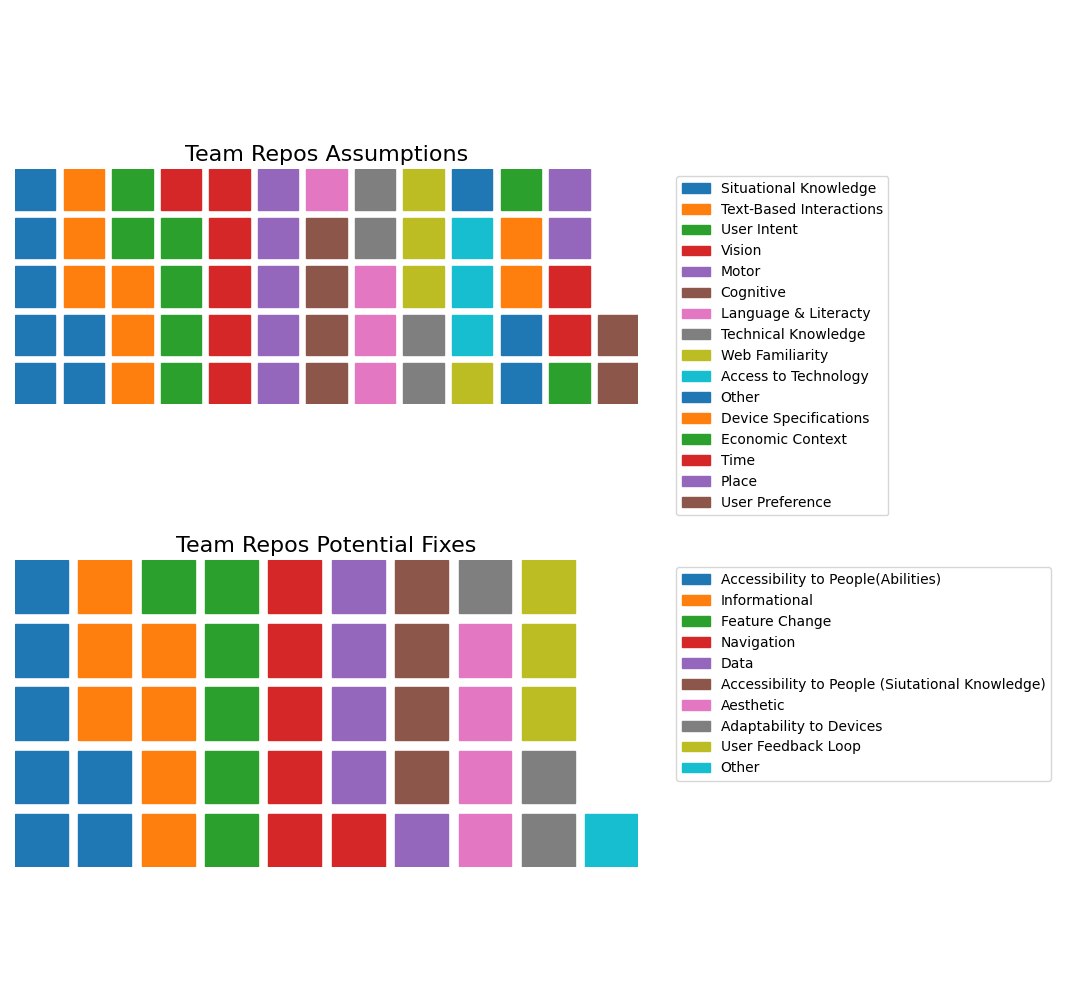 Team Repos Assumptions
Situational Knowledge
Text-Based Interactions
User Intent
Vision
Motor
Cognitive
Language & Literacty
Technical Knowledge
Web Familiarity
Access to Technology
Other
Device Specifications
Economic Context
Time
Place
User Preference
Team Repos Potential Fixes
Accessibility to People(Abilities)
Informational
Feature Change
Navigation
Data
Accessibility to People (Siutational Knowledge)
Aesthetic
Adaptability to Devices
User Feedback Loop
Other